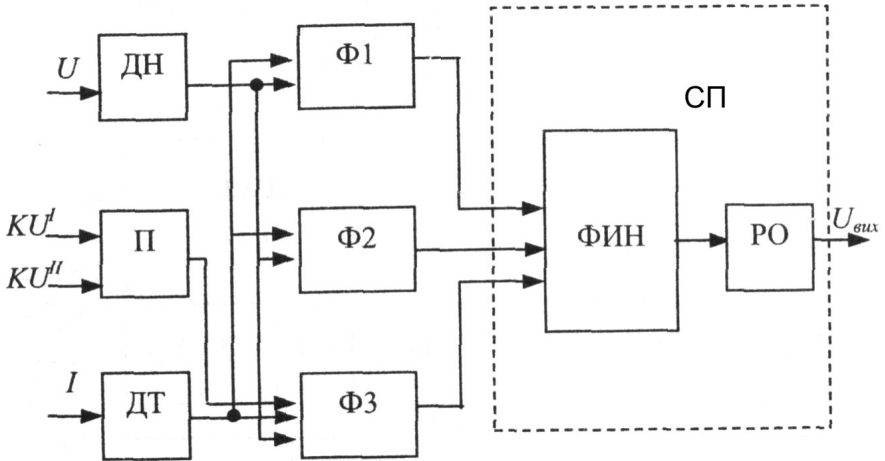 U
ДН
Ф1
СП
KU^I
KU^II
П
Ф2
ФИН
РО
U_вих
I
ДТ
Ф3